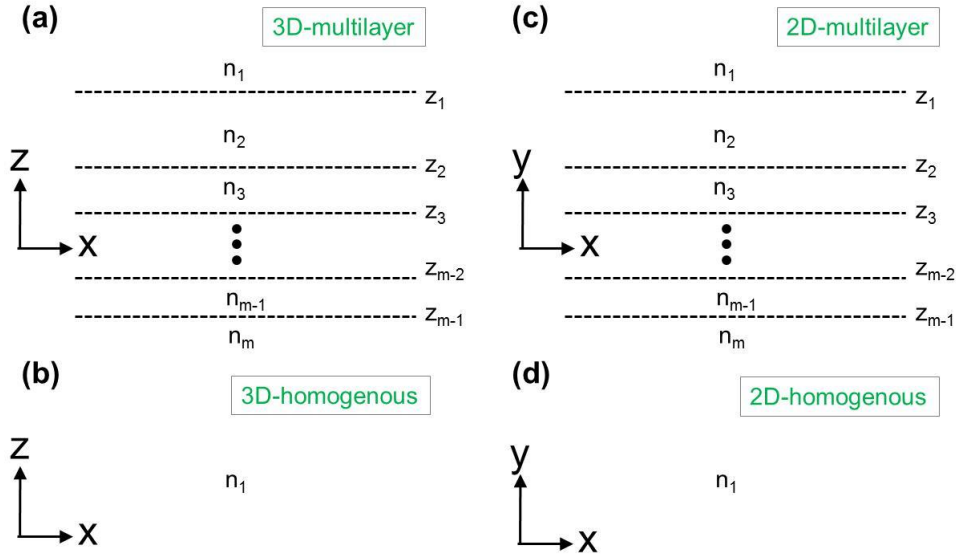 (a)
3D-multilayer
n1
z1
n2
z2
n3
z3
zm-2
nm-1
zm-1
nm
z
x
(c)
2D-multilayer
n1
z1
n2
z2
n3
z3
zm-2
nm-1
zm-1
nm
y
x
(b)
3D-homogenous
n1
z
x
(d)
2D-homogenous
n1
y
x